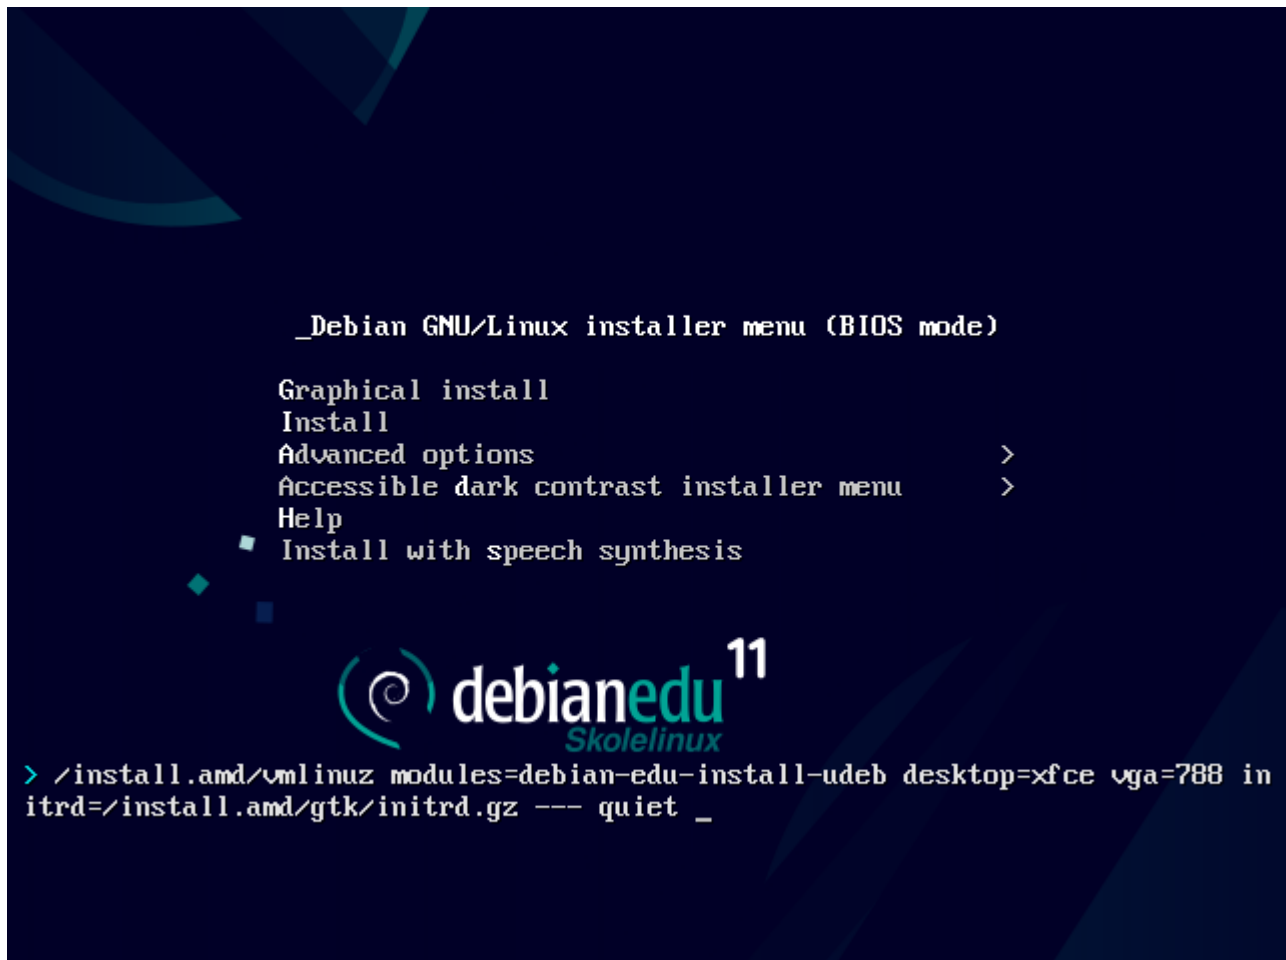 _Debian GNU/Linux installer menu (BIOS mode)
Graphical install
Install
Advanced options >
Accessible dark contrast installer menu >
Help
Install with speech synthesis
debianedu 11
Skolelinux
> /install.amd/vmlinuz modules=debian-edu-install-udeb desktop=xfce vga=788 in
itrd=/install.amd/gtk/initrd.gz --- quiet _